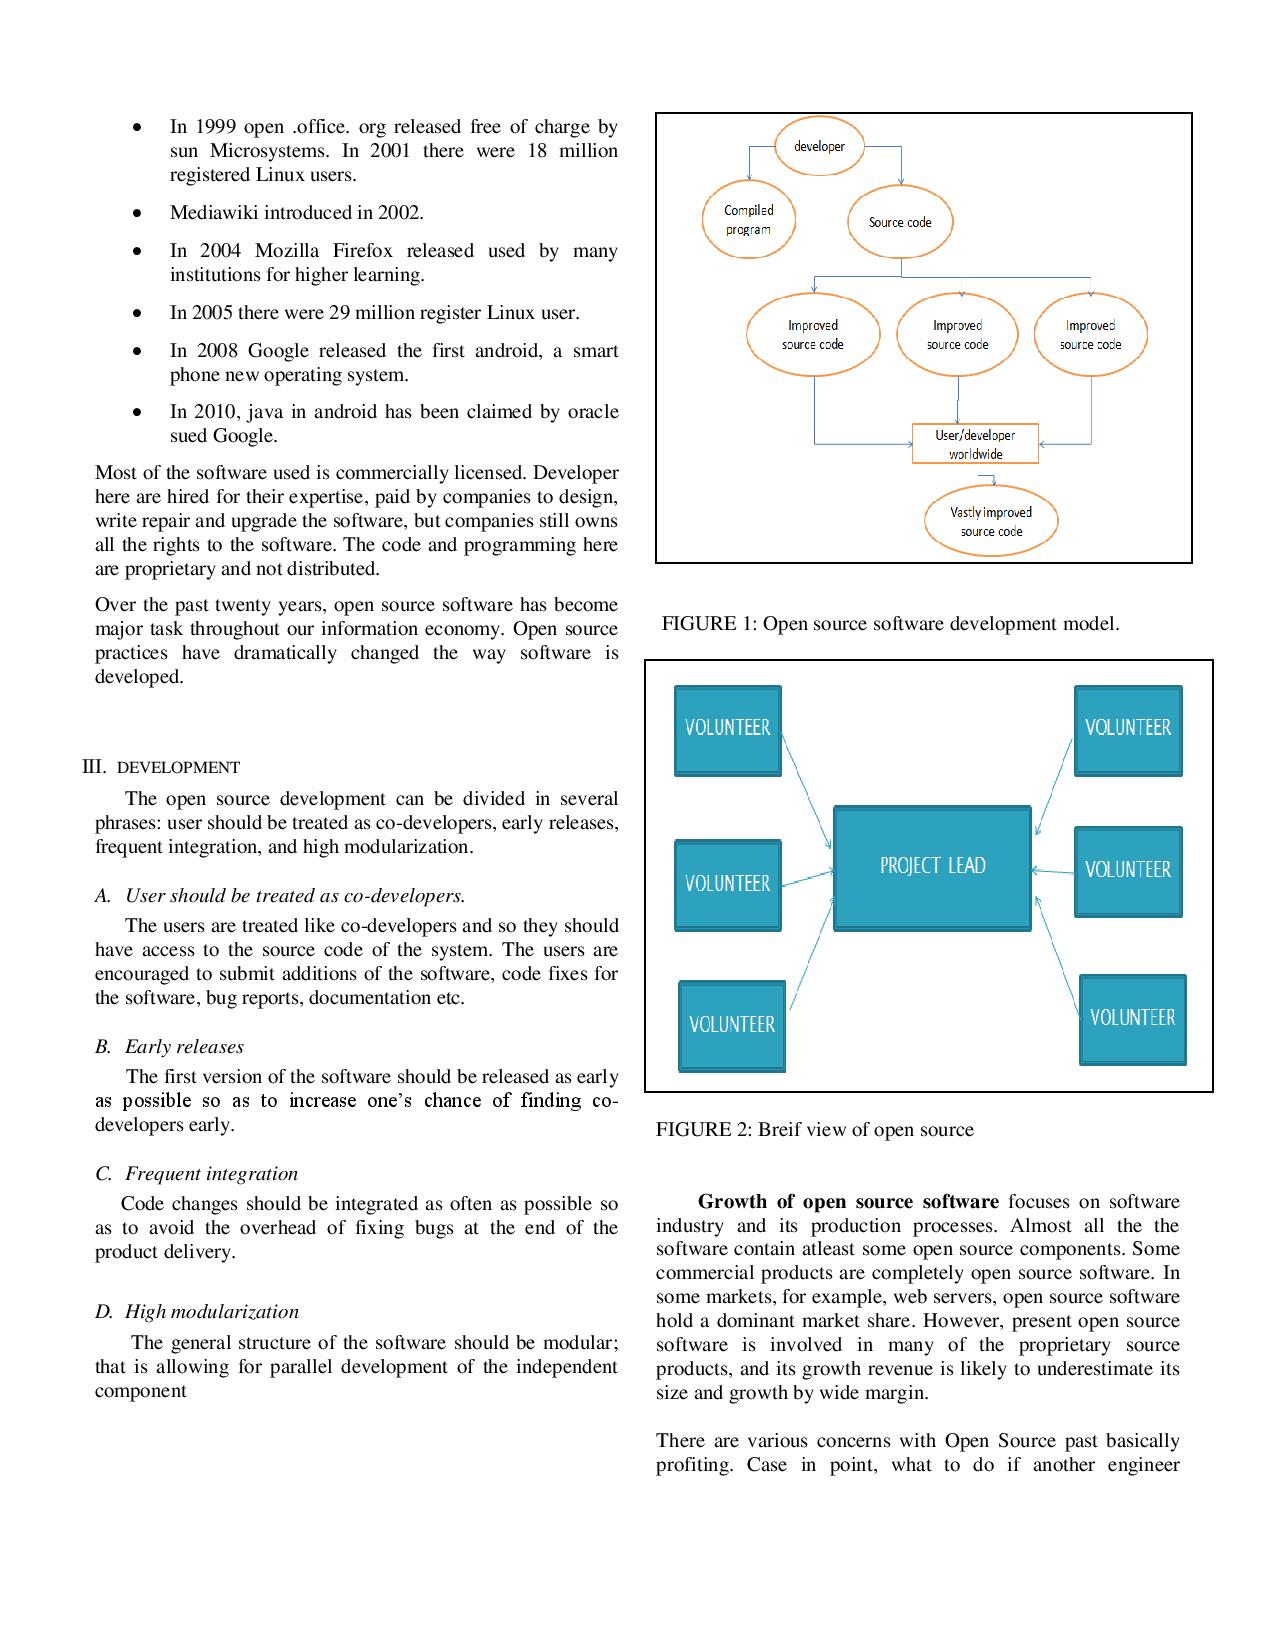 • In 1999 open .office. org released free of charge by
sun Microsystems. In 2001 there were 18 million
registered Linux users.
• Mediawiki introduced in 2002.
• In 2004 Mozilla Firefox released used by many
institutions for higher learning.
• In 2005 there were 29 million register Linux user.
• In 2008 Google released the first android, a smart
phone new operating system.
• In 2010, java in android has been claimed by oracle
sued Google.
Most of the software used is commercially licensed. Developer
here are hired for their expertise, paid by companies to design,
write repair and upgrade the software, but companies still owns
all the rights to the software. The code and programming here
are proprietary and not distributed.
Over the past twenty years, open source software has become
major task throughout our information economy. Open source
practices have dramatically changed the way software is
developed.
III. DEVELOPMENT
The open source development can be divided in several
phrases: user should be treated as co-developers, early releases,
frequent integration, and high modularization.
A. User should be treated as co-developers.
The users are treated like co-developers and so they should
have access to the source code of the system. The users are
encouraged to submit additions of the software, code fixes for
the software, bug reports, documentation etc.
B. Early releases
The first version of the software should be released as early
as possible so as to increase one’s chance of finding co-
developers early.
C. Frequent integration
Code changes should be integrated as often as possible so
as to avoid the overhead of fixing bugs at the end of the
product delivery.
D. High modularization
The general structure of the software should be modular;
that is allowing for parallel development of the independent
component
developer
Compiled
program
Source code
Improved
source code
Improved
source code
Improved
source code
User/developer
worldwide
Vastly improved
source code
FIGURE 1: Open source software development model.
VOLUNTEER
VOLUNTEER
VOLUNTEER
PROJECT LEAD
VOLUNTEER
VOLUNTEER
VOLUNTEER
FIGURE 2: Breif view of open source
Growth of open source software focuses on software
industry and its production processes. Almost all the the
software contain atleast some open source components. Some
commercial products are completely open source software. In
some markets, for example, web servers, open source software
hold a dominant market share. However, present open source
software is involved in many of the proprietary source
products, and its growth revenue is likely to underestimate its
size and growth by wide margin.
There are various concerns with Open Source past basically
profiting. Case in point, what to do if another engineer